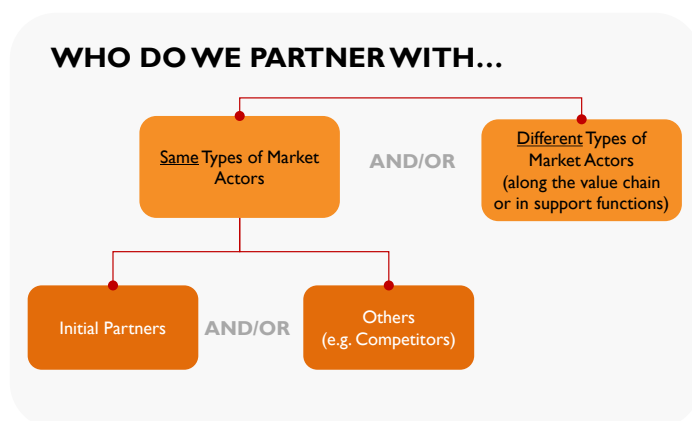 WHO DO WE PARTNER WITH...
Same Types of Market
Actors
AND/OR
Different Types of
Market Actors
(along the value chain
or in support functions)
Initial Partners
AND/OR
Others
(e.g. Competitors)